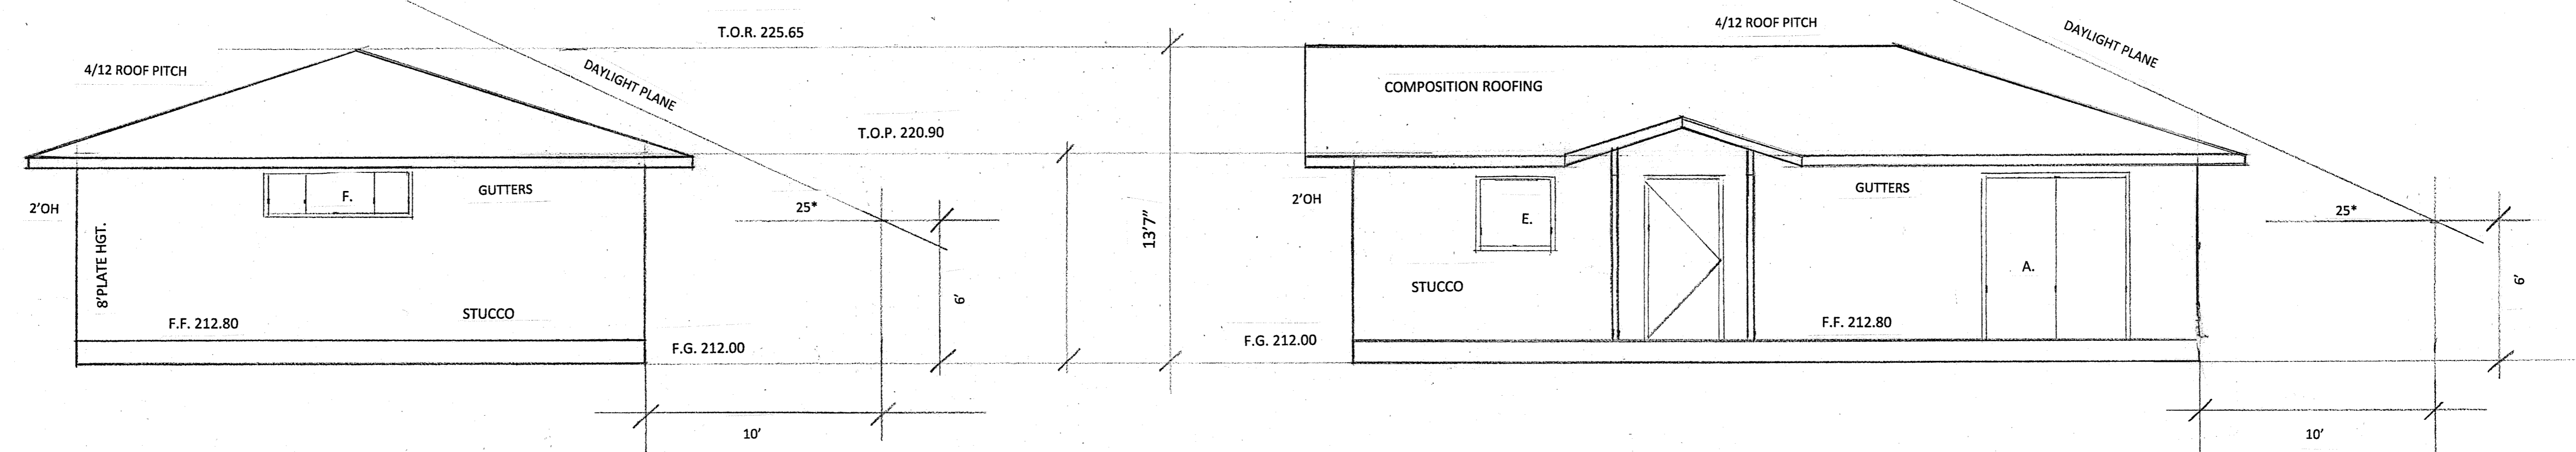 T.O.R. 225.65
4/12 ROOF PITCH
DAYLIGHT PLANE
T.O.P. 220.90
F.
GUTTERS
2'OH
25*
8'PLATE HGT.
6'
STUCCO
F.F. 212.80
F.G. 212.00
10'
13'7"
4/12 ROOF PITCH
DAYLIGHT PLANE
COMPOSITION ROOFING
GUTTERS
2'OH
E.
25*
A.
6'
STUCCO
F.F. 212.80
F.G. 212.00
10'